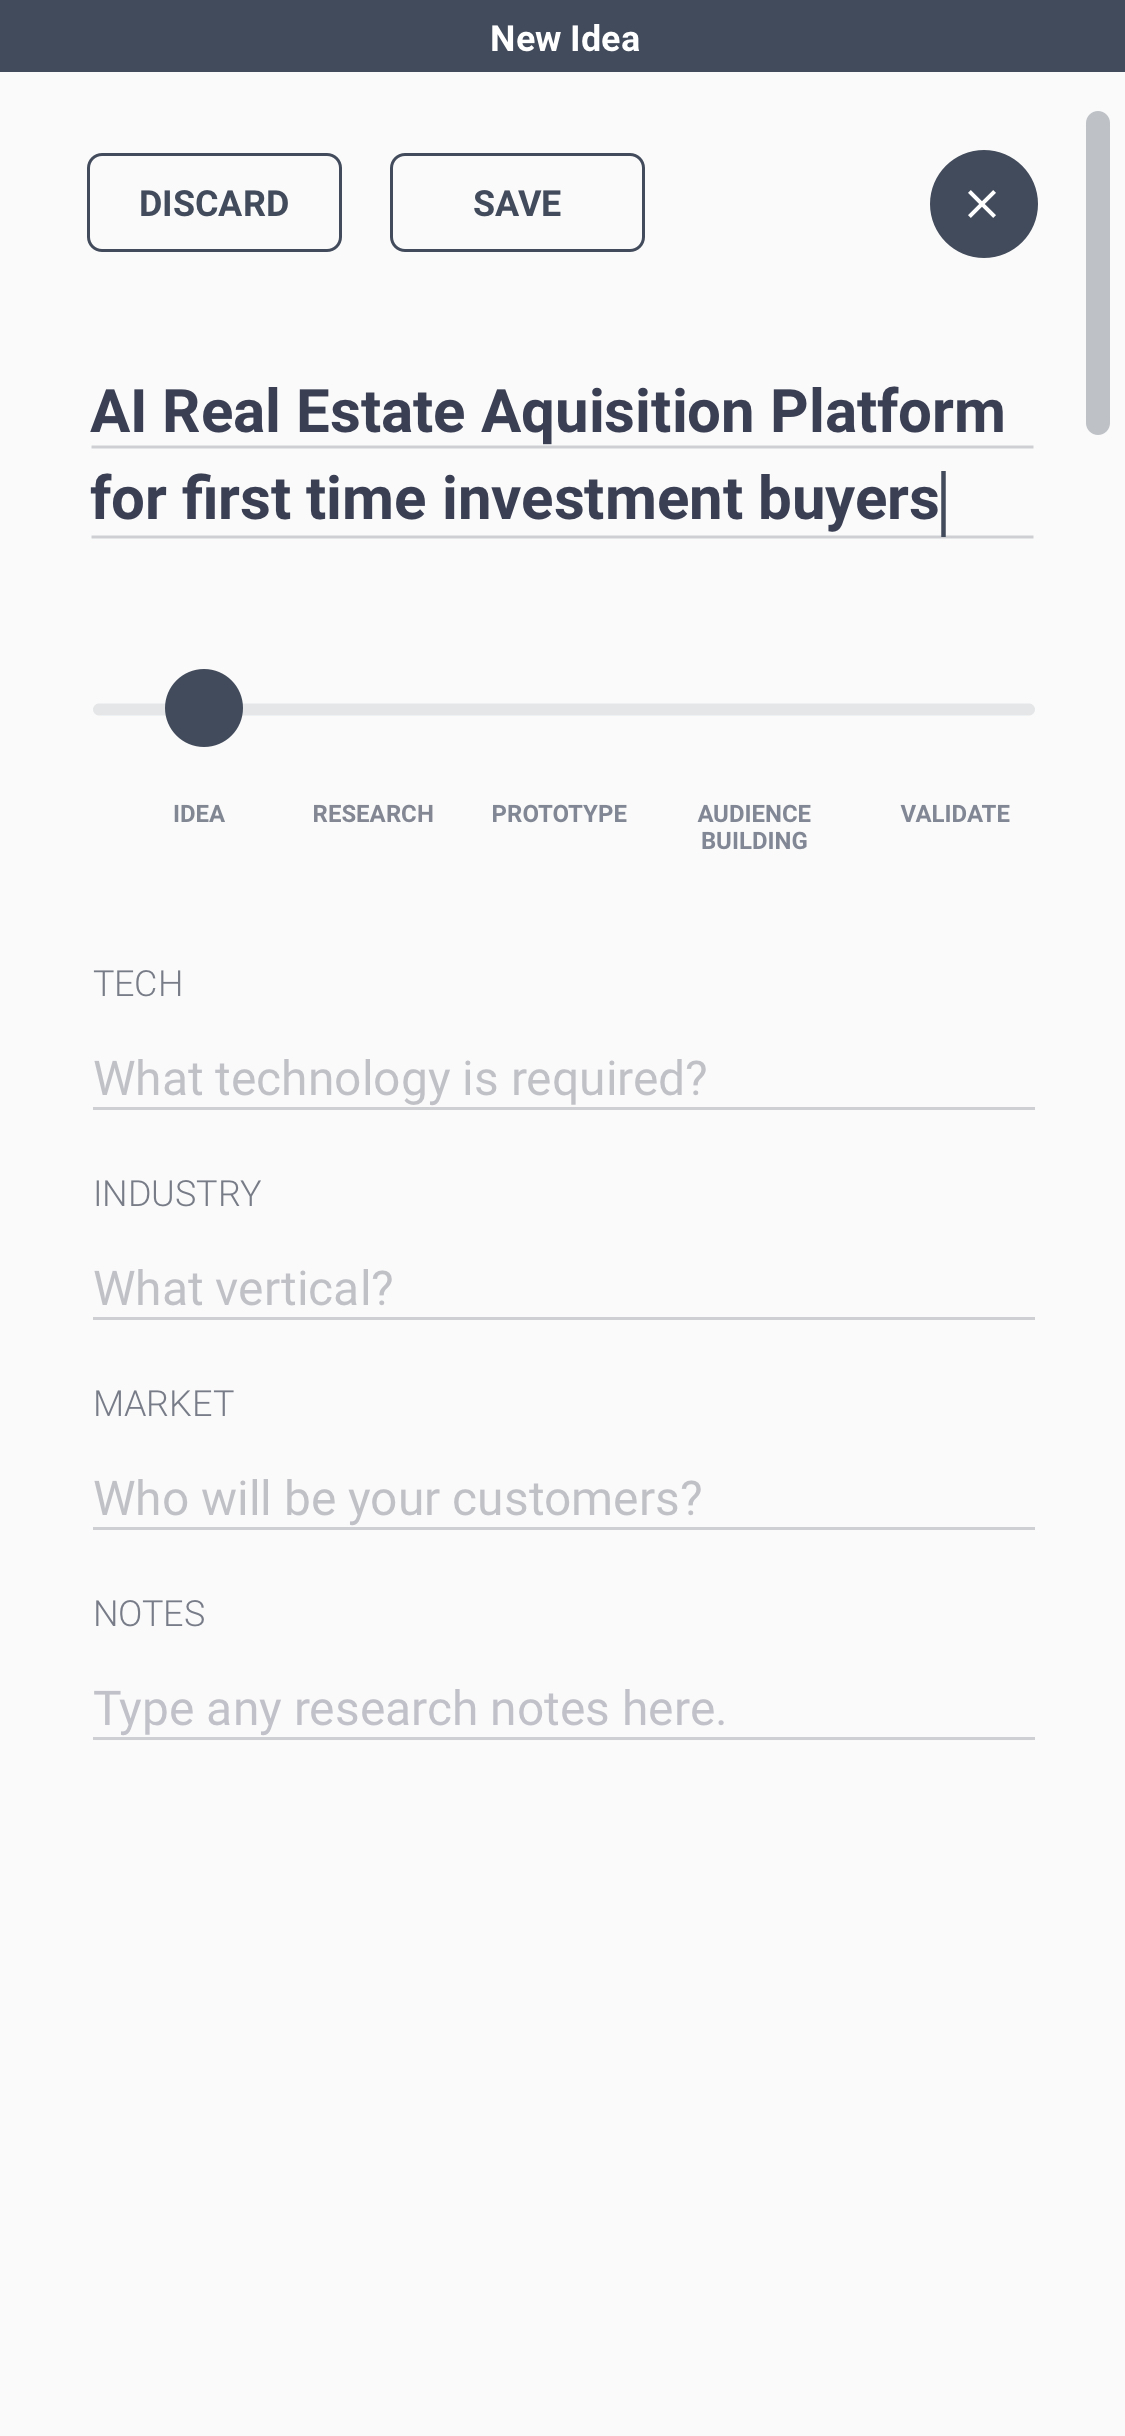 New Idea
DISCARD SAVE
AI Real Estate Aquisition Platform
for first time investment buyers
IDEA RESEARCH PROTOTYPE AUDIENCE BUILDING VALIDATE
TECH
What technology is required?
INDUSTRY
What vertical?
MARKET
Who will be your customers?
NOTES
Type any research notes here.